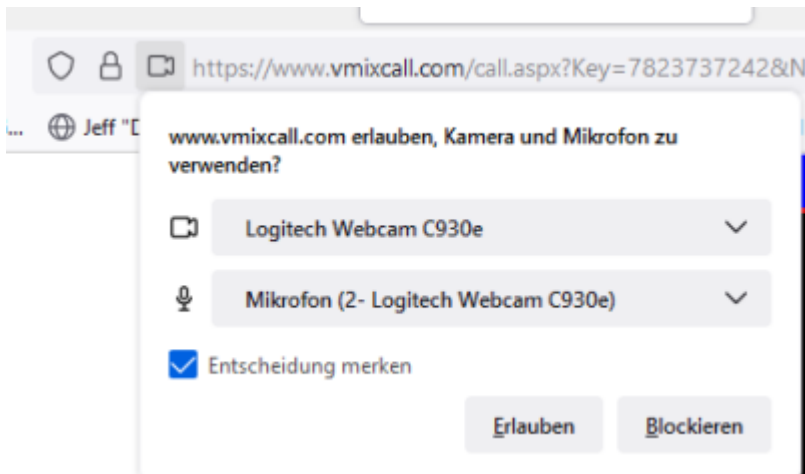 https://www.vmixcall.com/call.aspx?Key=7823737242&N
... Jeff "D
www.vmixcall.com erlauben, Kamera und Mikrofon zu
verwenden?
Logitech Webcam C930e
Mikrofon (2- Logitech Webcam C930e)
Entscheidung merken
Erlauben Blockieren